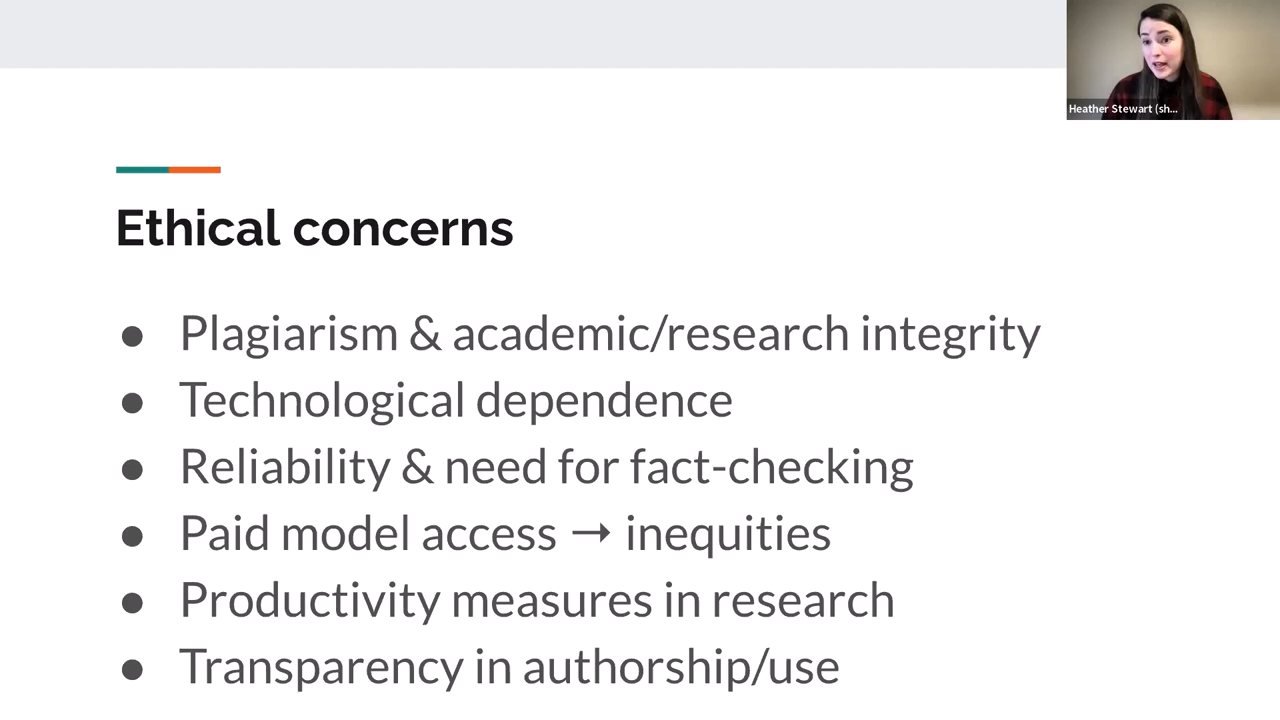 Heather Stewart (sh...
Ethical concerns
● Plagiarism & academic/research integrity
● Technological dependence
● Reliability & need for fact-checking
● Paid model access → inequities
● Productivity measures in research
● Transparency in authorship/use